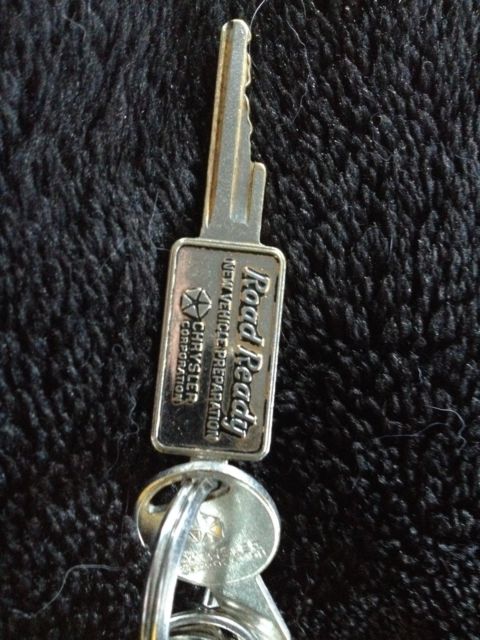 Road Ready
NEW VEHICLE PREPARATION
CHRYSLER
CORPORATION